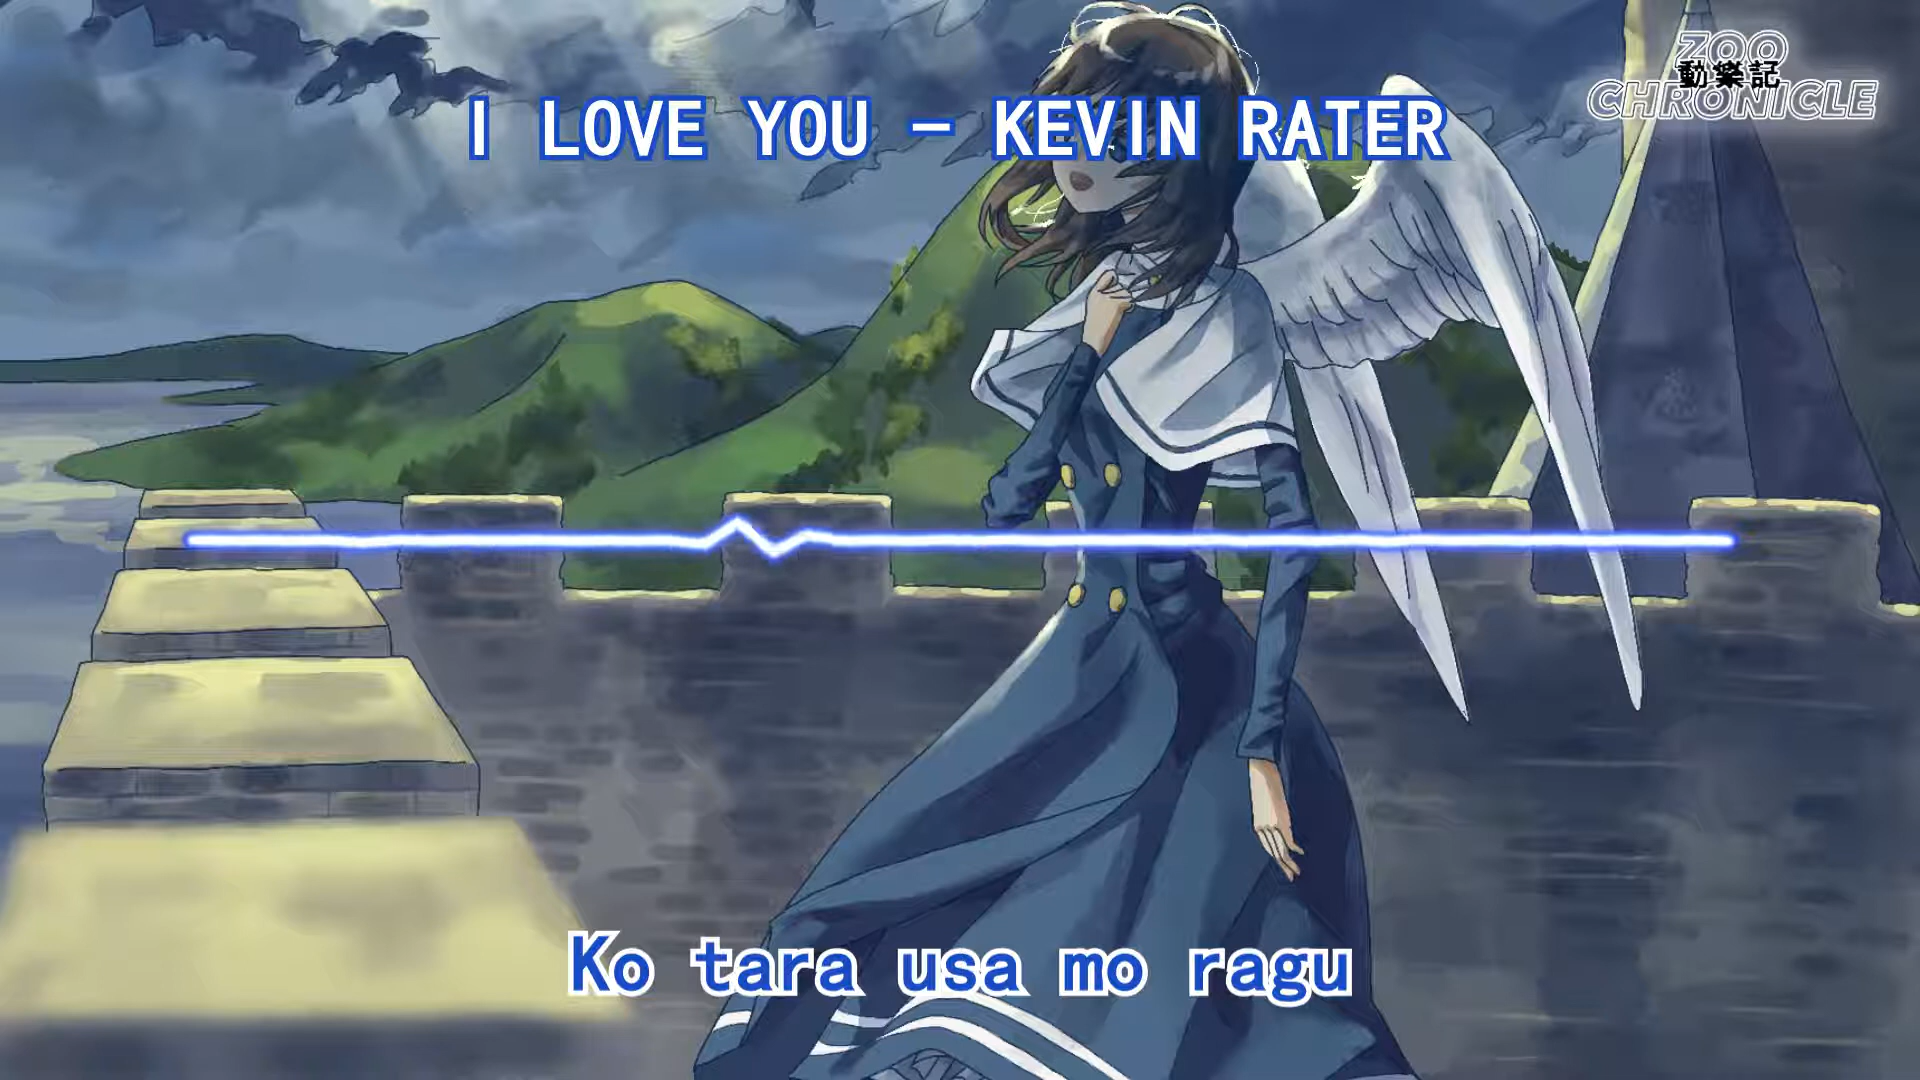 ZOO
動樂記
CHRONICLE
I LOVE YOU - KEVIN RATER
Ko tara usa mo ragu